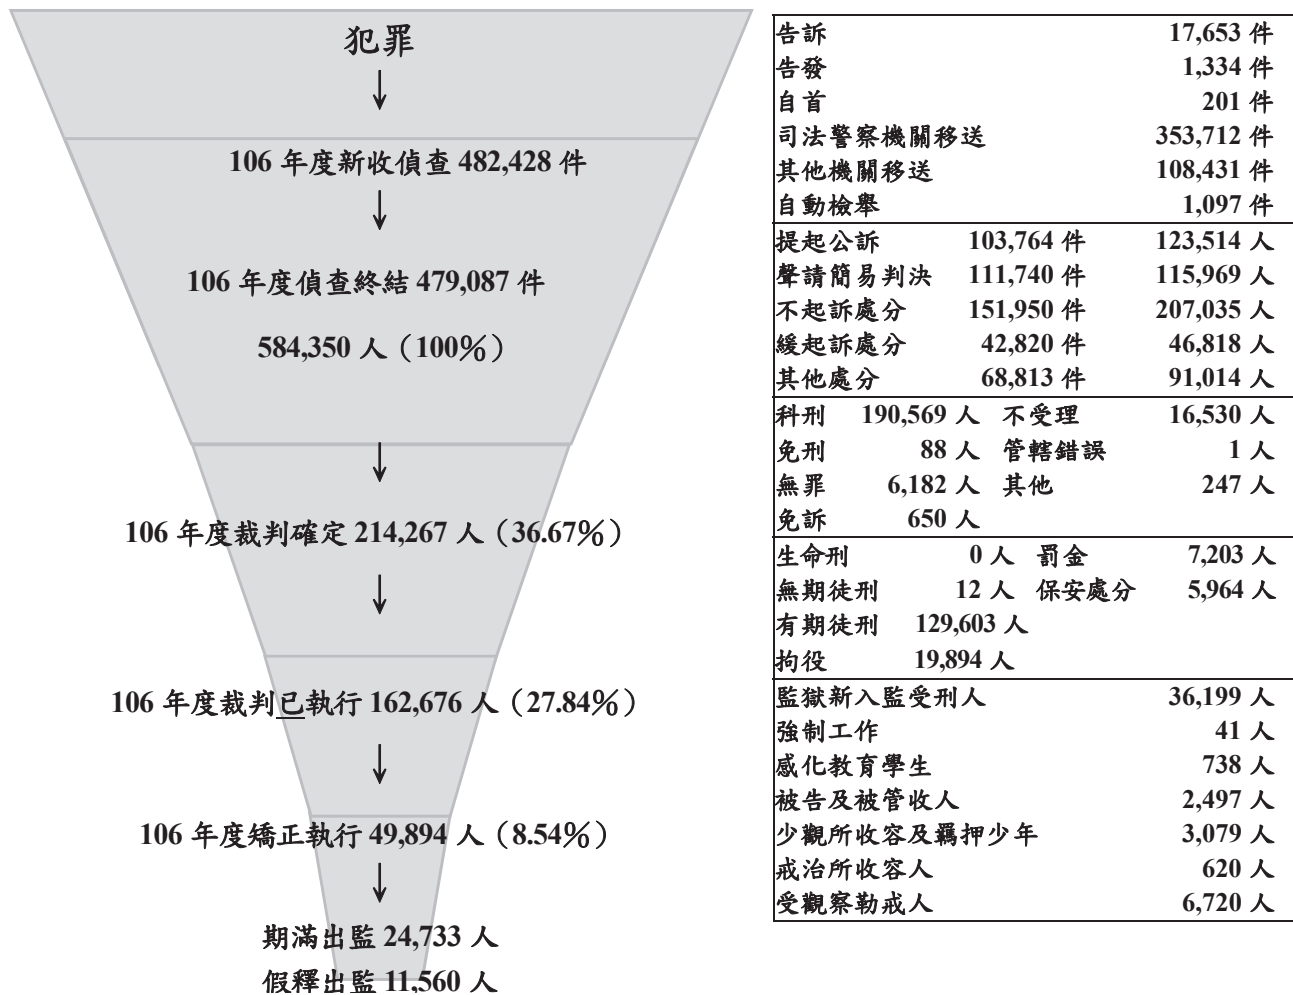 犯罪
↓
106 年度新收偵查 482,428 件
↓
106 年度偵查終結 479,087 件
584,350 人（100%）
↓
106 年度裁判確定 214,267 人（36.67%）
↓
106 年度裁判已執行 162,676 人（27.84%）
↓
106 年度矯正執行 49,894 人（8.54%）
↓
期滿出監 24,733 人
假釋出監 11,560 人
告訴 17,653 件
告發 1,334 件
自首 201 件
司法警察機關移送 353,712 件
其他機關移送 108,431 件
自動檢舉 1,097 件
提起公訴 103,764 件 123,514 人
聲請簡易判決 111,740 件 115,969 人
不起訴處分 151,950 件 207,035 人
緩起訴處分 42,820 件 46,818 人
其他處分 68,813 件 91,014 人
科刑 190,569 人 不受理 16,530 人
免刑 88 人 管轄錯誤 1 人
無罪 6,182 人 其他 247 人
免訴 650 人
生命刑 0 人 罰金 7,203 人
無期徒刑 12 人 保安處分 5,964 人
有期徒刑 129,603 人
拘役 19,894 人
監獄新入監受刑人 36,199 人
強制工作 41 人
感化教育學生 738 人
被告及被管收人 2,497 人
少觀所收容及羈押少年 3,079 人
戒治所收容人 620 人
受觀察勒戒人 6,720 人